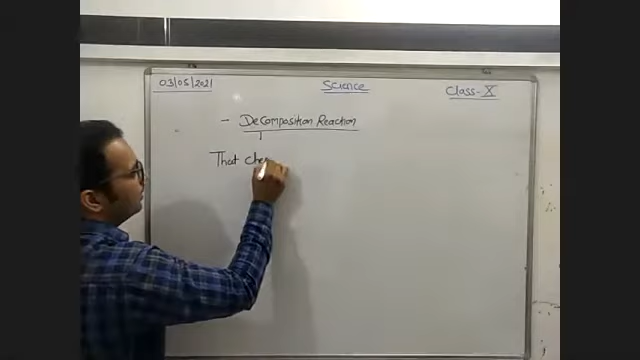 03/05/2021 Science Class-X
- Decomposition Reaction
That che